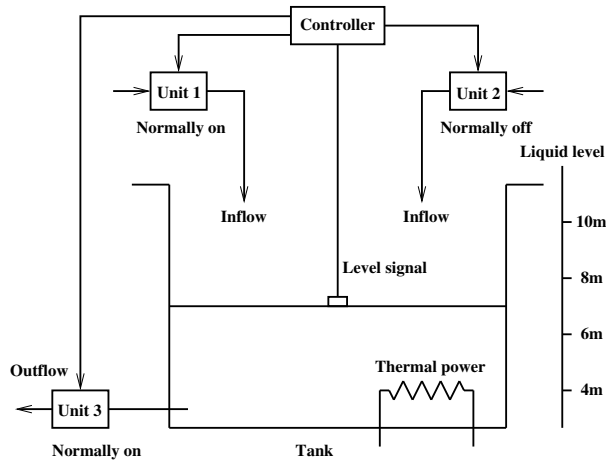 Controller
Unit 1
Unit 2
Normally on
Normally off
Liquid level
Inflow
Inflow
10m
Level signal
8m
6m
Thermal power
Outflow
4m
Unit 3
Normally on
Tank